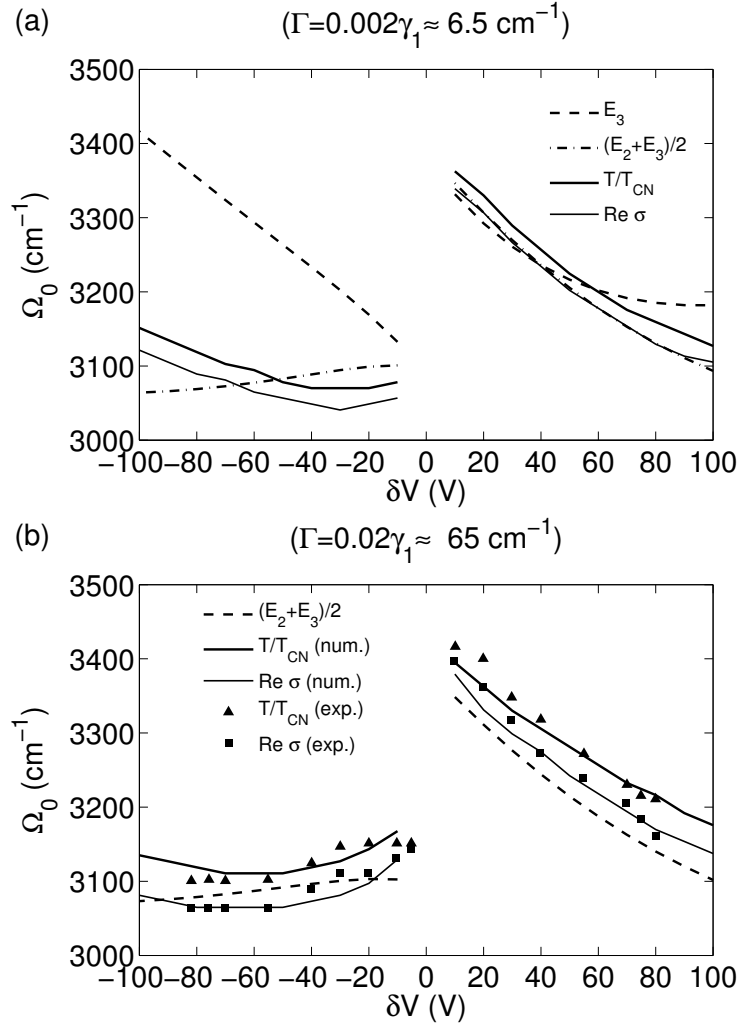 (a)
(Γ=0.002γ₁≈ 6.5 cm⁻¹)
3500
3400
3300
3200
3100
3000
Ω₀ (cm⁻¹)
E₃
(E₂+E₃)/2
T/T_CN
Re σ
−100 −80 −60 −40 −20 0 20 40 60 80 100
δV (V)
(b)
(Γ=0.02γ₁≈ 65 cm⁻¹)
3500
3400
3300
3200
3100
3000
Ω₀ (cm⁻¹)
(E₂+E₃)/2
T/T_CN (num.)
Re σ (num.)
T/T_CN (exp.)
Re σ (exp.)
−100 −80 −60 −40 −20 0 20 40 60 80 100
δV (V)